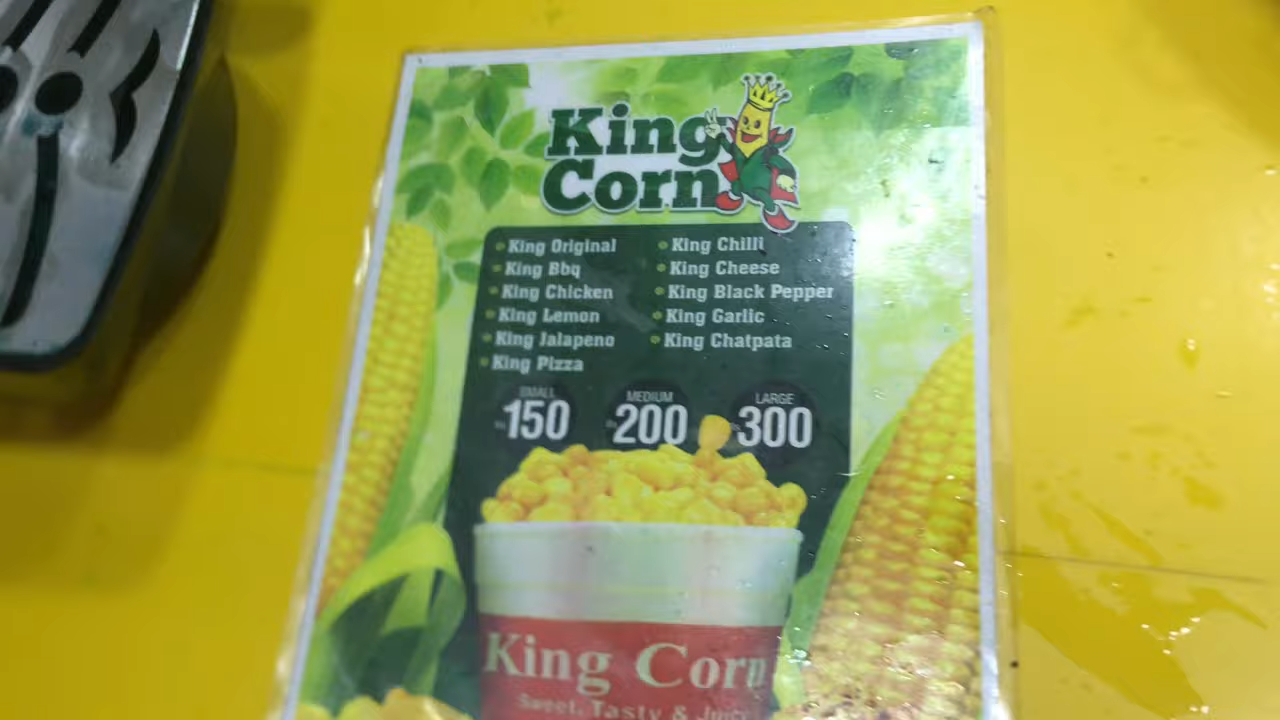 King
Corn
King Original
King Bbq
King Chicken
King Lemon
King Jalapeno
King Pizza
King Chilli
King Cheese
King Black Pepper
King Garlic
King Chatpata
SMALL
150
MEDIUM
200
LARGE
300
King Corn
Sweet, Tasty &